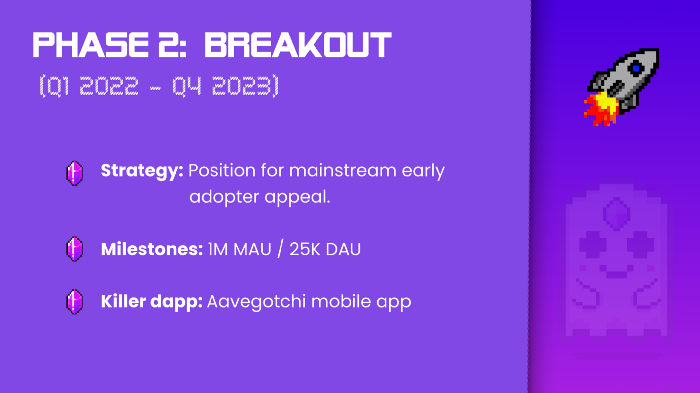 PHASE 2: BREAKOUT
(Q1 2022 - Q4 2023)
Strategy: Position for mainstream early
adopter appeal.
Milestones: 1M MAU / 25K DAU
Killer dapp: Aavegotchi mobile app